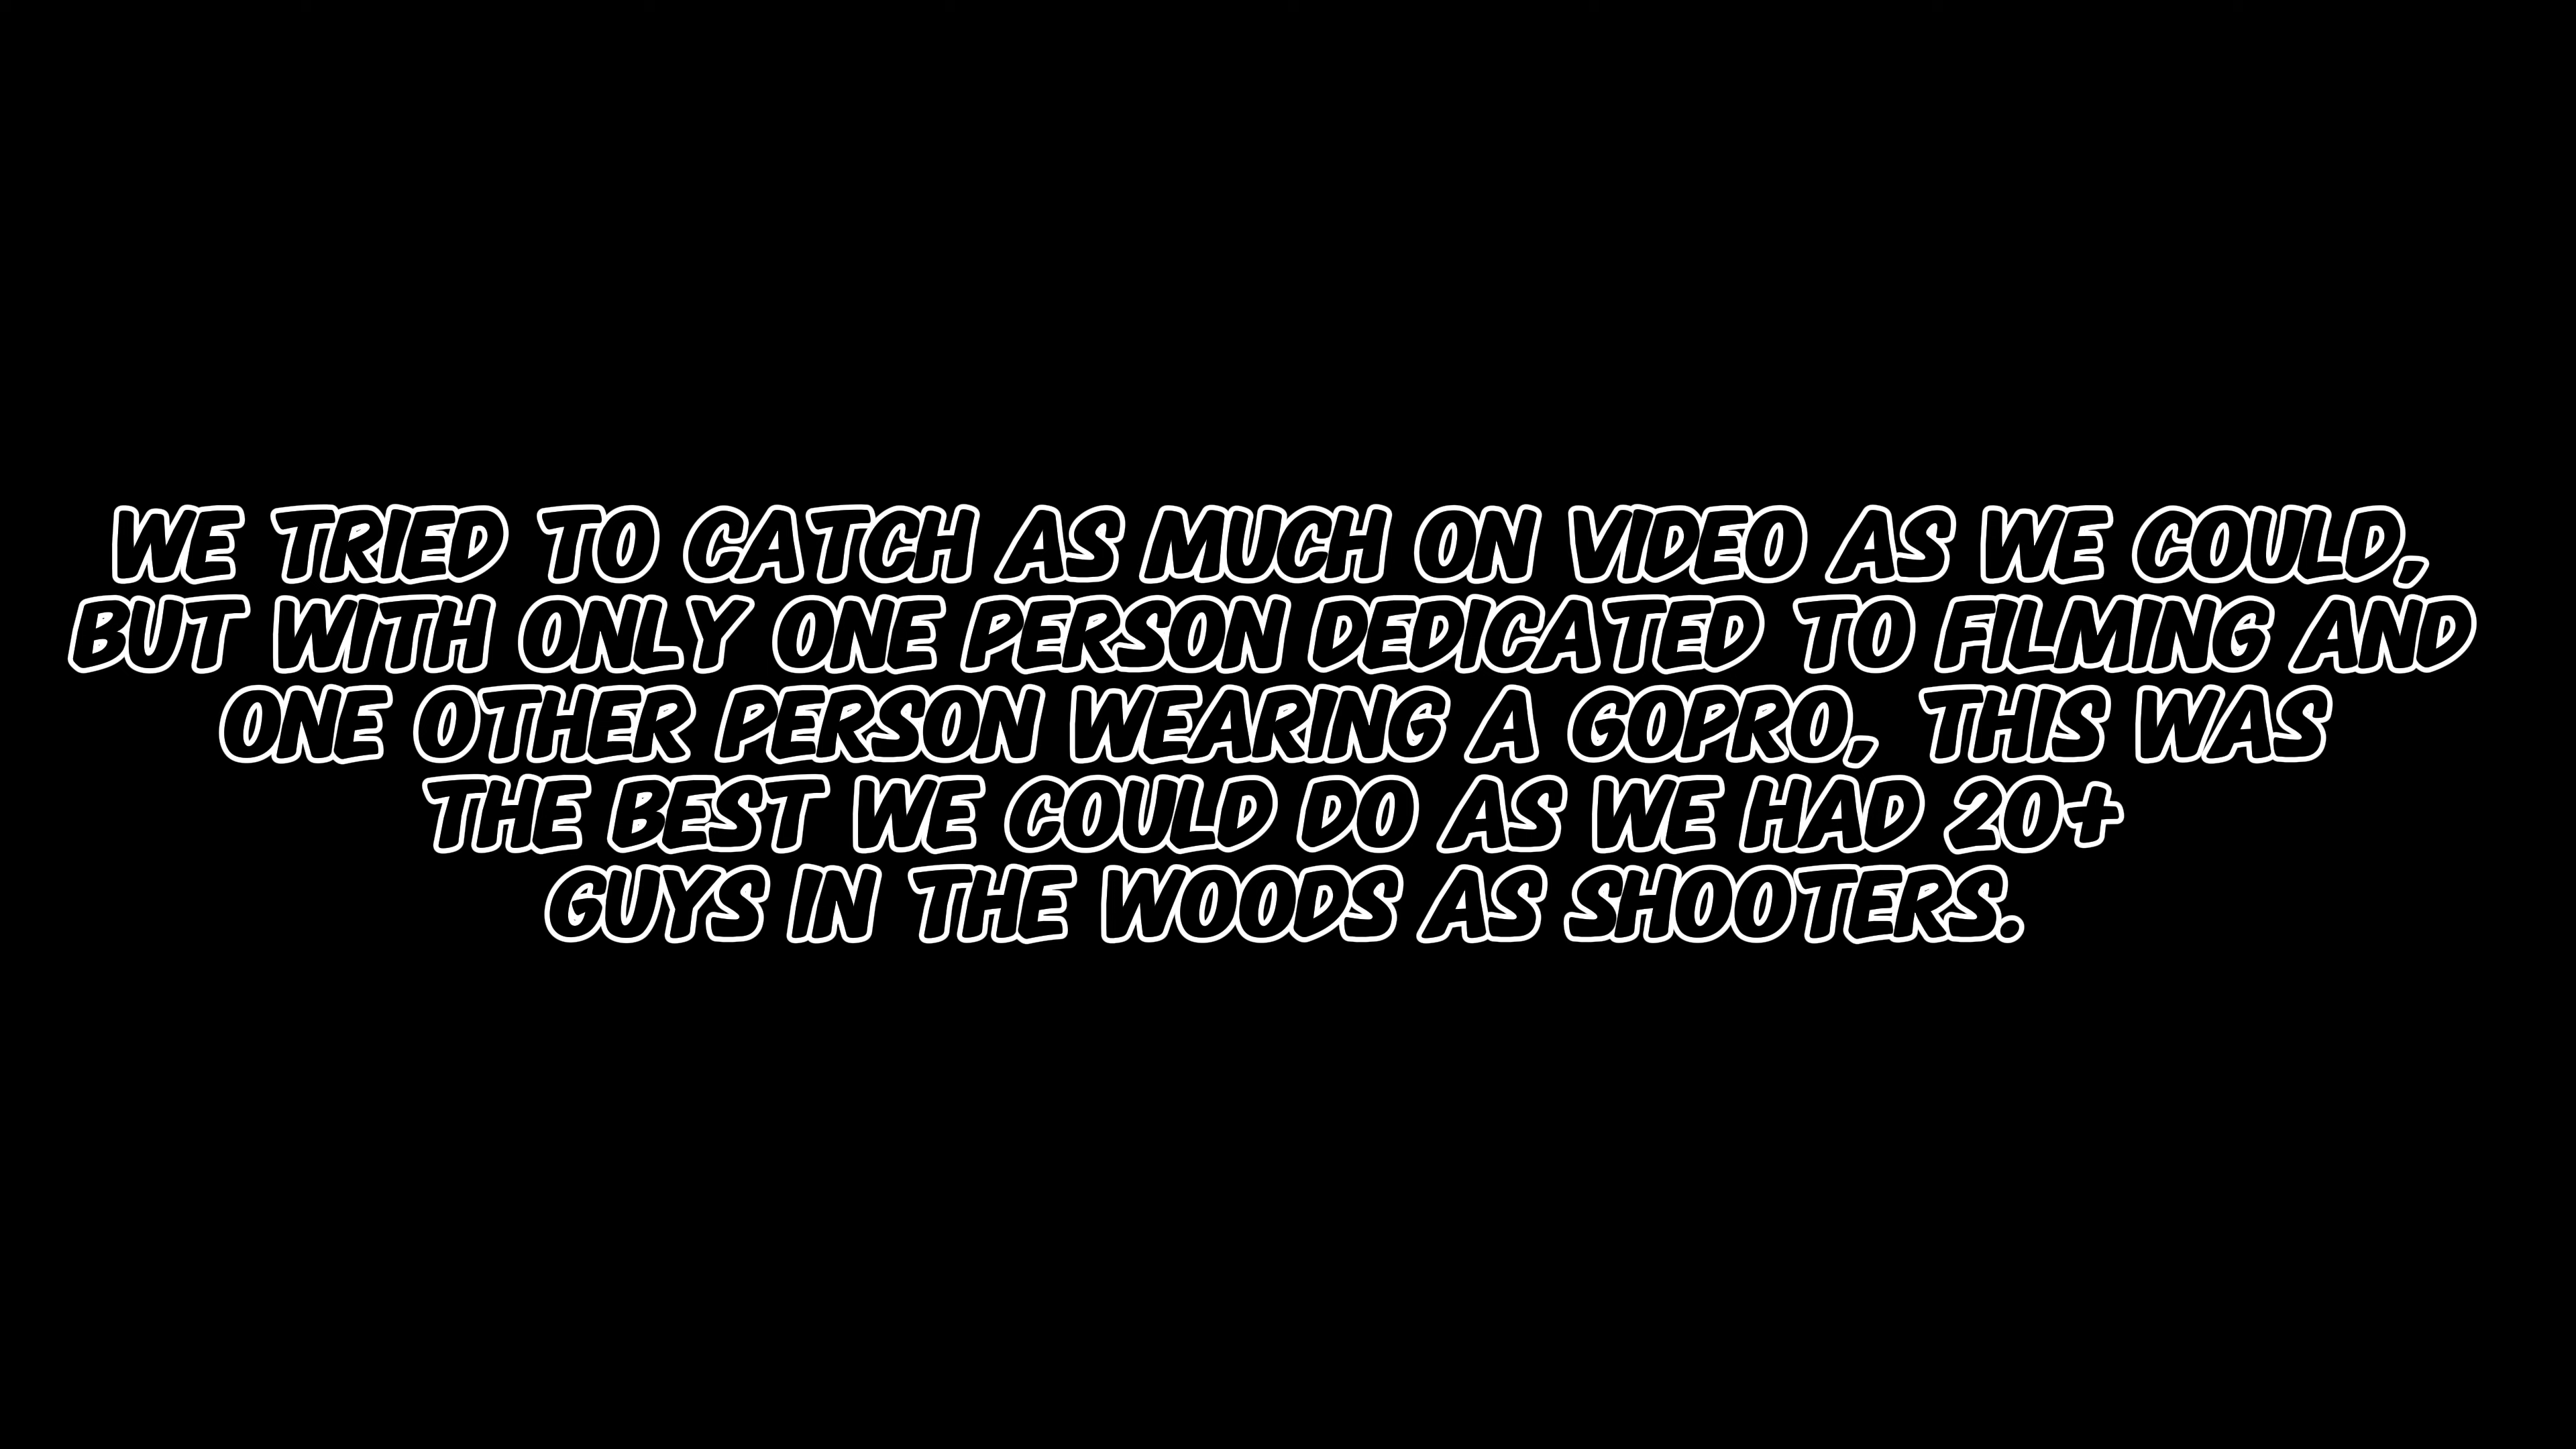 WE TRIED TO CATCH AS MUCH ON VIDEO AS WE COULD,
BUT WITH ONLY ONE PERSON DEDICATED TO FILMING AND
ONE OTHER PERSON WEARING A GOPRO, THIS WAS
THE BEST WE COULD DO AS WE HAD 20+
GUYS IN THE WOODS AS SHOOTERS.